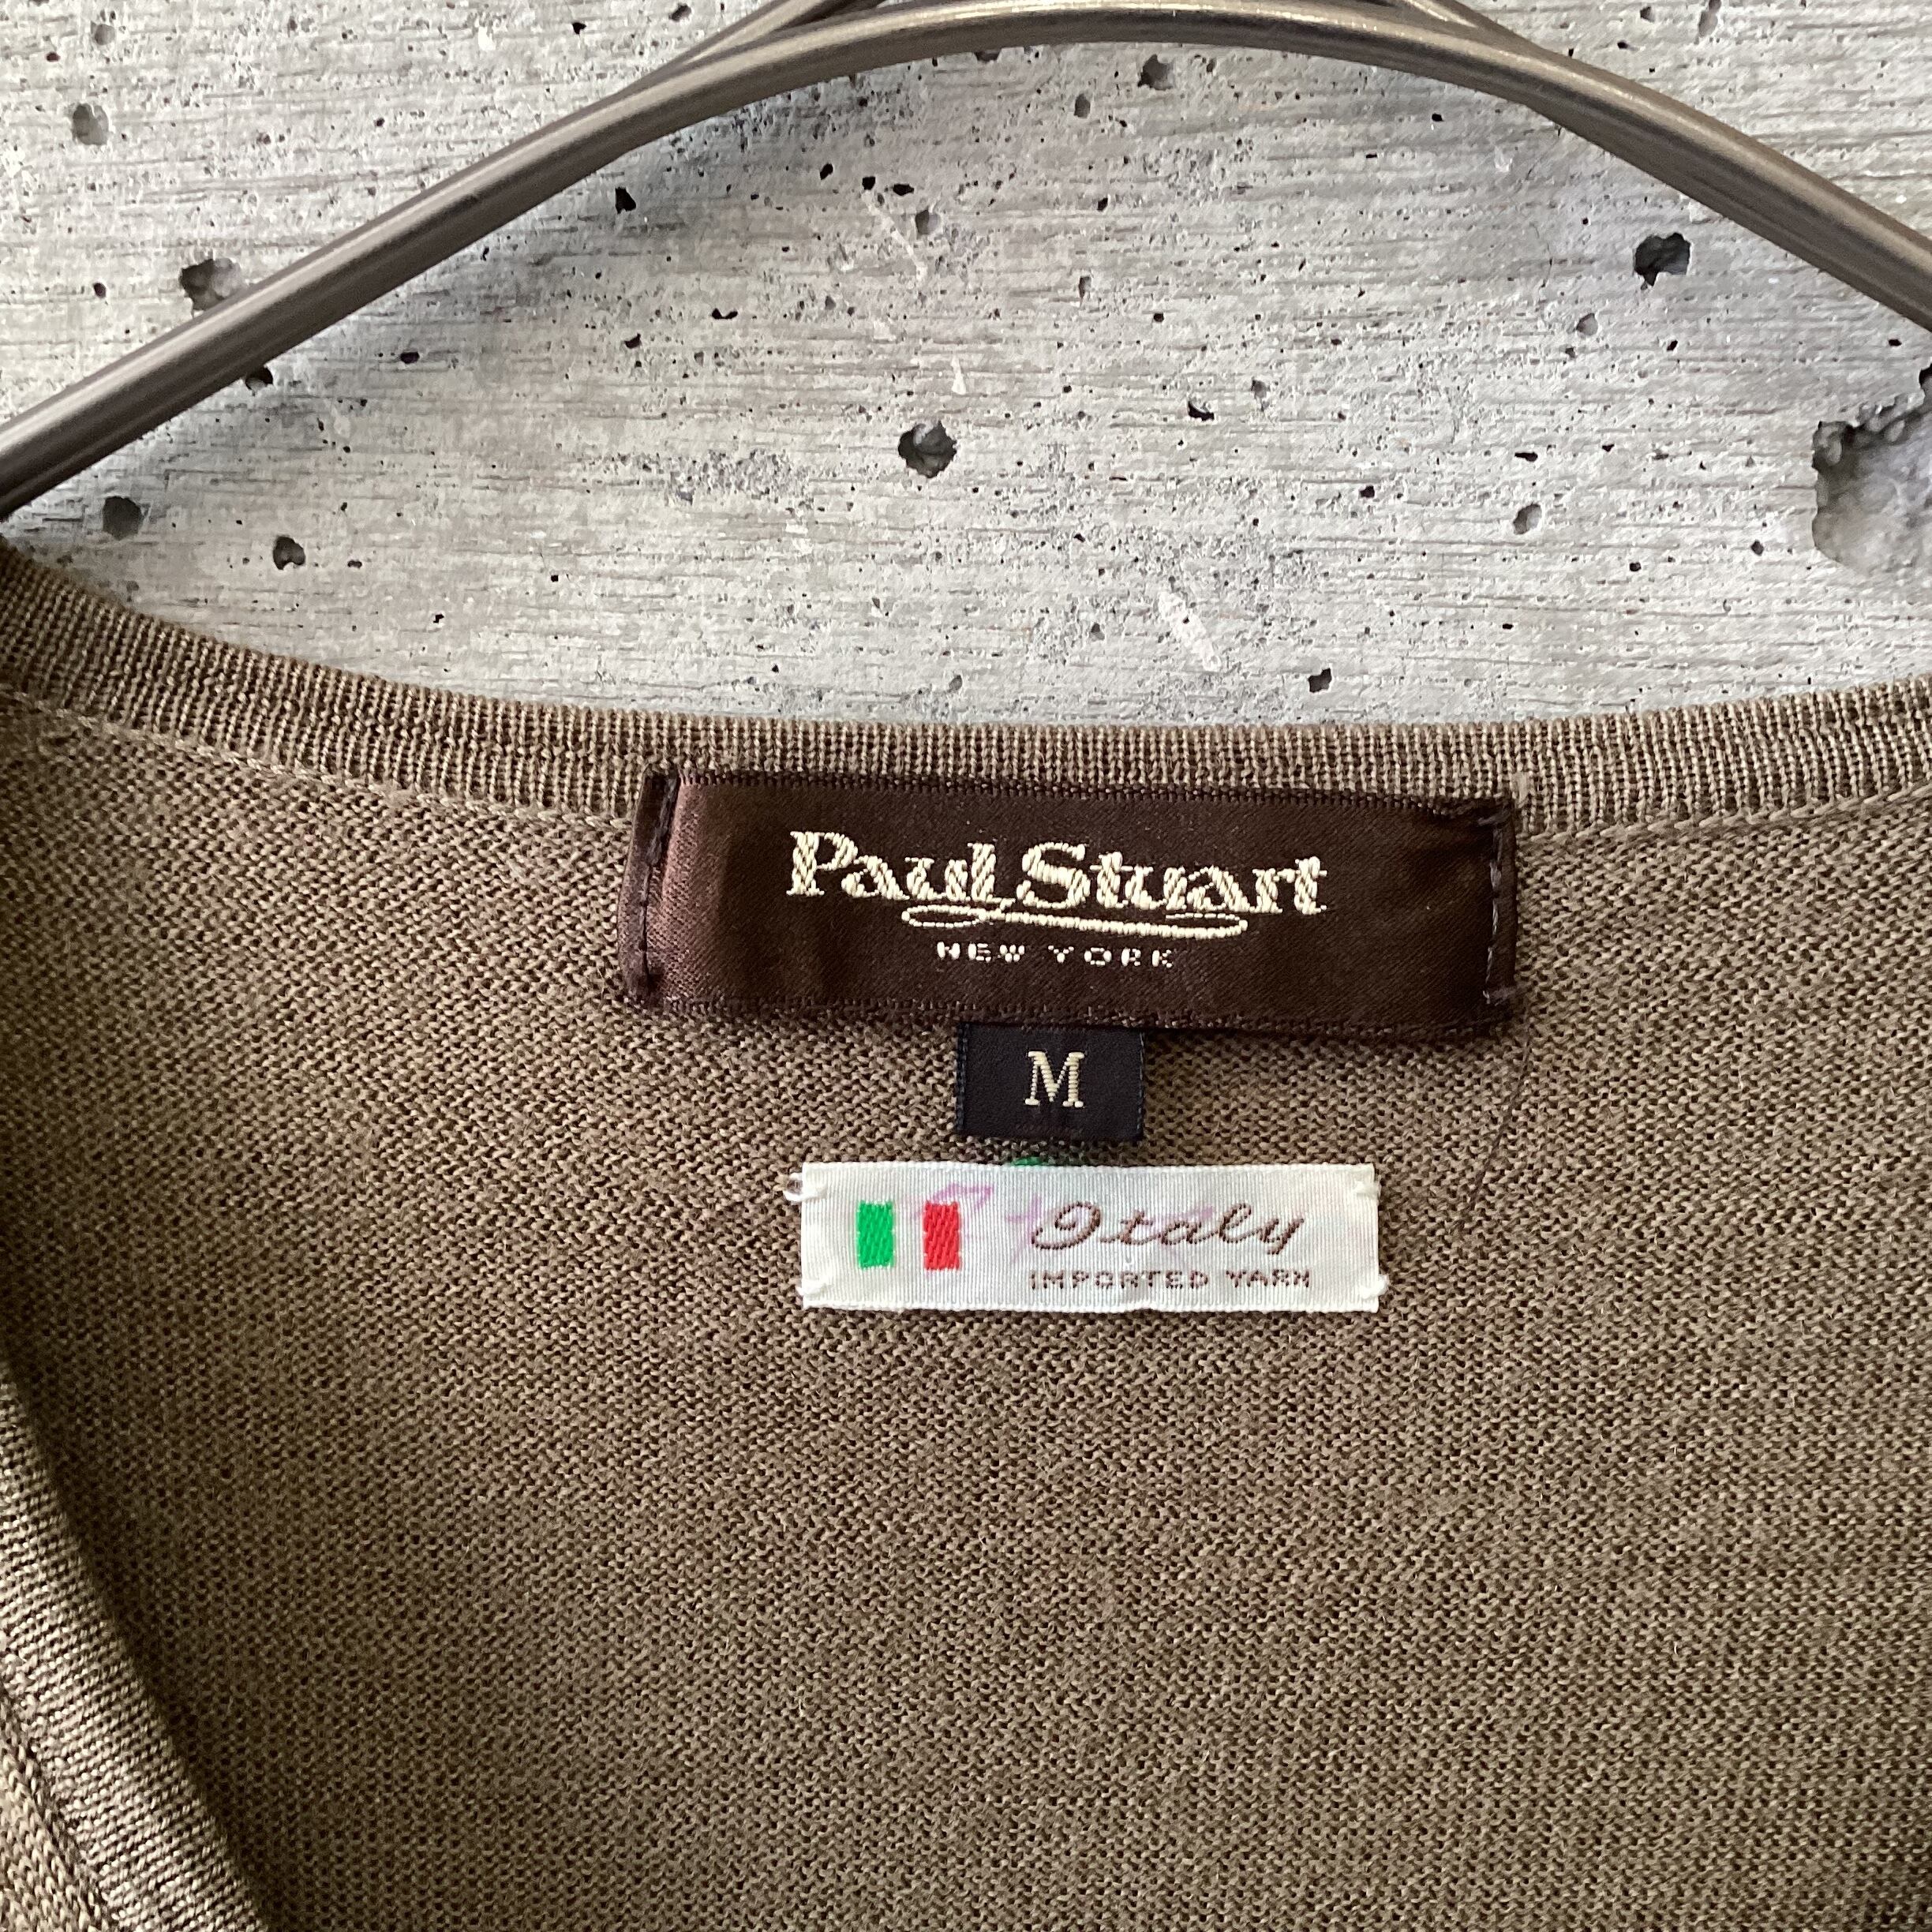 Paul Stuart
NEW YORK
M
Italy
IMPORTED YARN